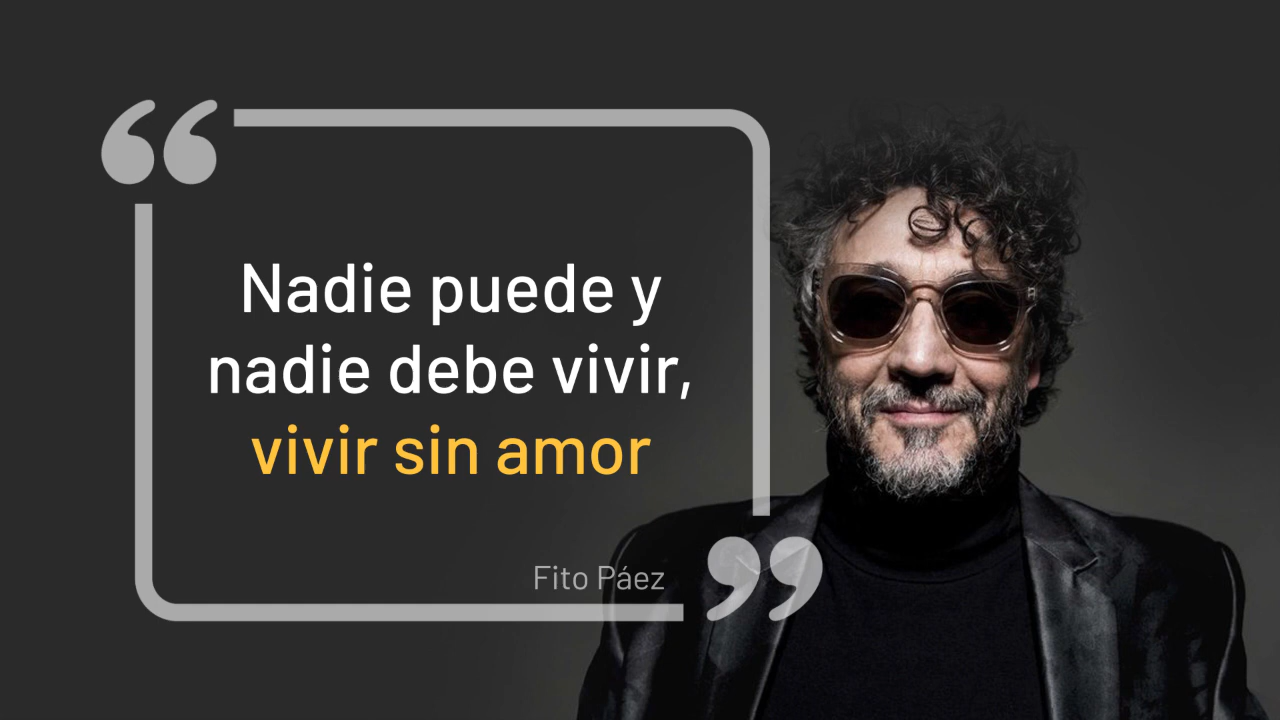 “
Nadie puede y
nadie debe vivir,
vivir sin amor
Fito Páez
”